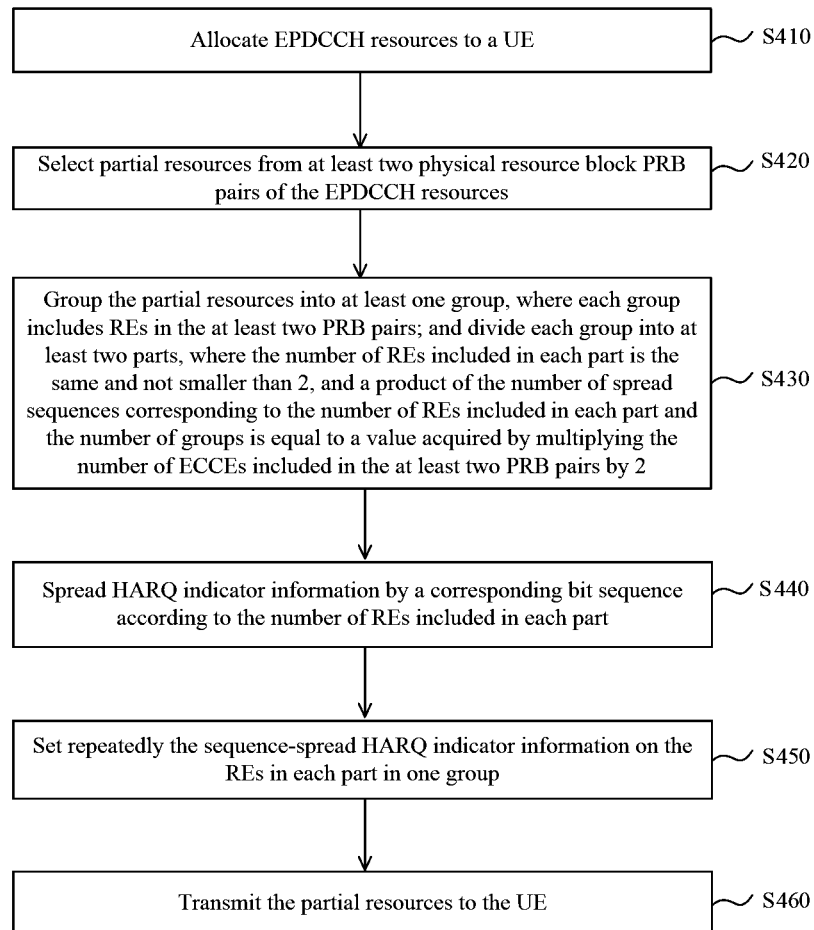 Allocate EPDCCH resources to a UE
S410
Select partial resources from at least two physical resource block PRB
pairs of the EPDCCH resources
S420
Group the partial resources into at least one group, where each group
includes REs in the at least two PRB pairs; and divide each group into at
least two parts, where the number of REs included in each part is the
same and not smaller than 2, and a product of the number of spread
sequences corresponding to the number of REs included in each part and
the number of groups is equal to a value acquired by multiplying the
number of ECCEs included in the at least two PRB pairs by 2
S430
Spread HARQ indicator information by a corresponding bit sequence
according to the number of REs included in each part
S440
Set repeatedly the sequence-spread HARQ indicator information on the
REs in each part in one group
S450
Transmit the partial resources to the UE
S460